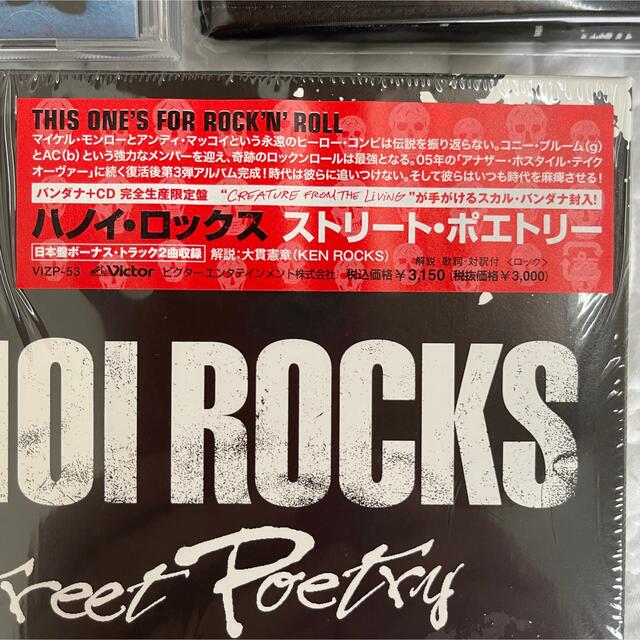 THIS ONE'S FOR ROCK'N' ROLL
マイケル・モンローとアンディ・マッコイという永遠のヒーロー・コンビは伝説を振り返らない。コニー・ブルーム(g)
とAC(b)という強力なメンバーを迎え、奇跡のロックンロールは最強となる。05年の「アナザー・ホスタイル・テイク
オーヴァー」に続く復活後第3弾アルバム完成!時代は彼らに追いつけない。そして彼らはいつも時代を麻痺させる!
バンダナ+CD 完全生産限定盤 "CREATURE FROM THE LIVING" が手がけるスカル・バンダナ封入!
ハノイ・ロックス ストリート・ポエトリー
日本盤ボーナス・トラック2曲収録 解説:大貫憲章(KEN ROCKS) 解説・歌詞・対訳付 <ロック>
VIZP-53 Victor ビクターエンタテインメント株式会社 税込価格¥3,150(税抜価格¥3,000)
OI ROCKS
reet Poetry